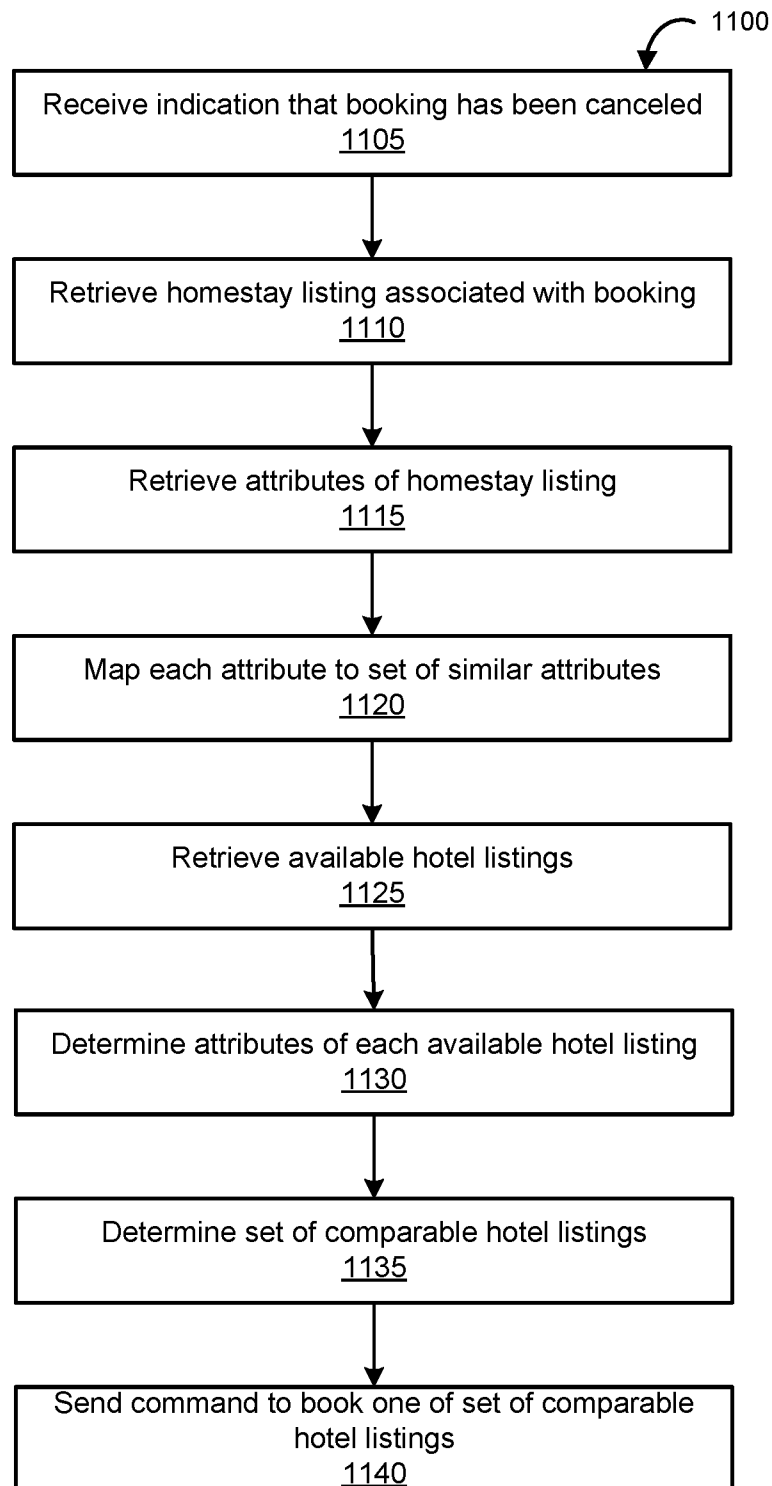 1100
Receive indication that booking has been canceled
1105
Retrieve homestay listing associated with booking
1110
Retrieve attributes of homestay listing
1115
Map each attribute to set of similar attributes
1120
Retrieve available hotel listings
1125
Determine attributes of each available hotel listing
1130
Determine set of comparable hotel listings
1135
Send command to book one of set of comparable
hotel listings
1140